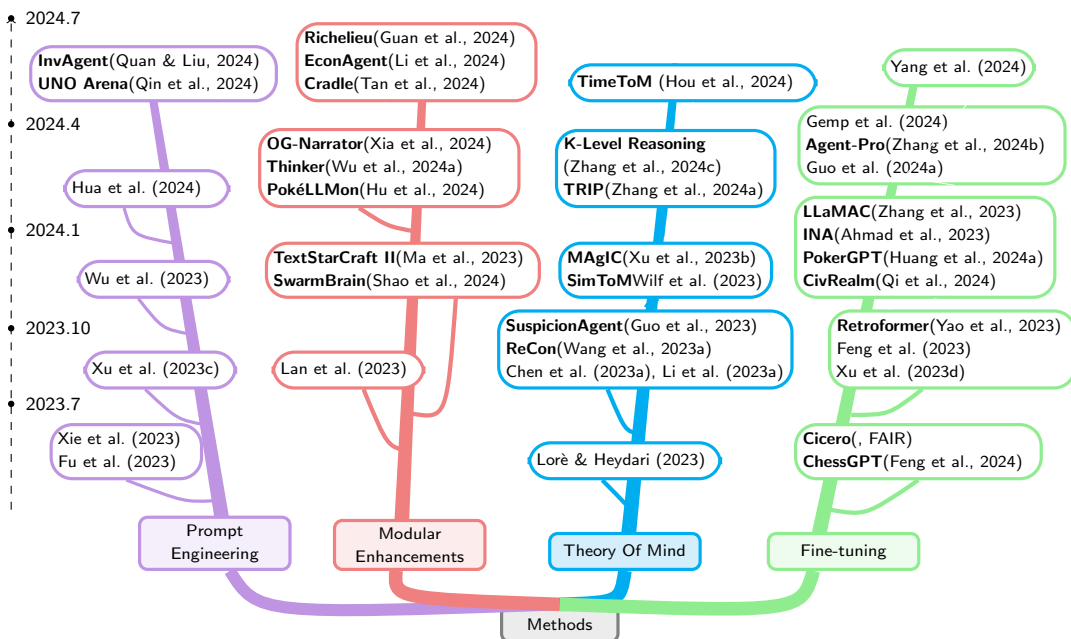 2024.7
2024.4
2024.1
2023.10
2023.7
InvAgent(Quan & Liu, 2024)
UNO Arena(Qin et al., 2024)
Hua et al. (2024)
Wu et al. (2023)
Xu et al. (2023c)
Xie et al. (2023)
Fu et al. (2023)
Prompt
Engineering
Richelieu(Guan et al., 2024)
EconAgent(Li et al., 2024)
Cradle(Tan et al., 2024)
OG-Narrator(Xia et al., 2024)
Thinker(Wu et al., 2024a)
PokéLLMon(Hu et al., 2024)
TextStarCraft II(Ma et al., 2023)
SwarmBrain(Shao et al., 2024)
Lan et al. (2023)
Modular
Enhancements
TimeToM (Hou et al., 2024)
K-Level Reasoning
(Zhang et al., 2024c)
TRIP(Zhang et al., 2024a)
MAgIC(Xu et al., 2023b)
SimToMWilf et al. (2023)
SuspicionAgent(Guo et al., 2023)
ReCon(Wang et al., 2023a)
Chen et al. (2023a), Li et al. (2023a)
Lorè & Heydari (2023)
Theory Of Mind
Yang et al. (2024)
Gemp et al. (2024)
Agent-Pro(Zhang et al., 2024b)
Guo et al. (2024a)
LLaMAC(Zhang et al., 2023)
INA(Ahmad et al., 2023)
PokerGPT(Huang et al., 2024a)
CivRealm(Qi et al., 2024)
Retroformer(Yao et al., 2023)
Feng et al. (2023)
Xu et al. (2023d)
Cicero(, FAIR)
ChessGPT(Feng et al., 2024)
Fine-tuning
Methods